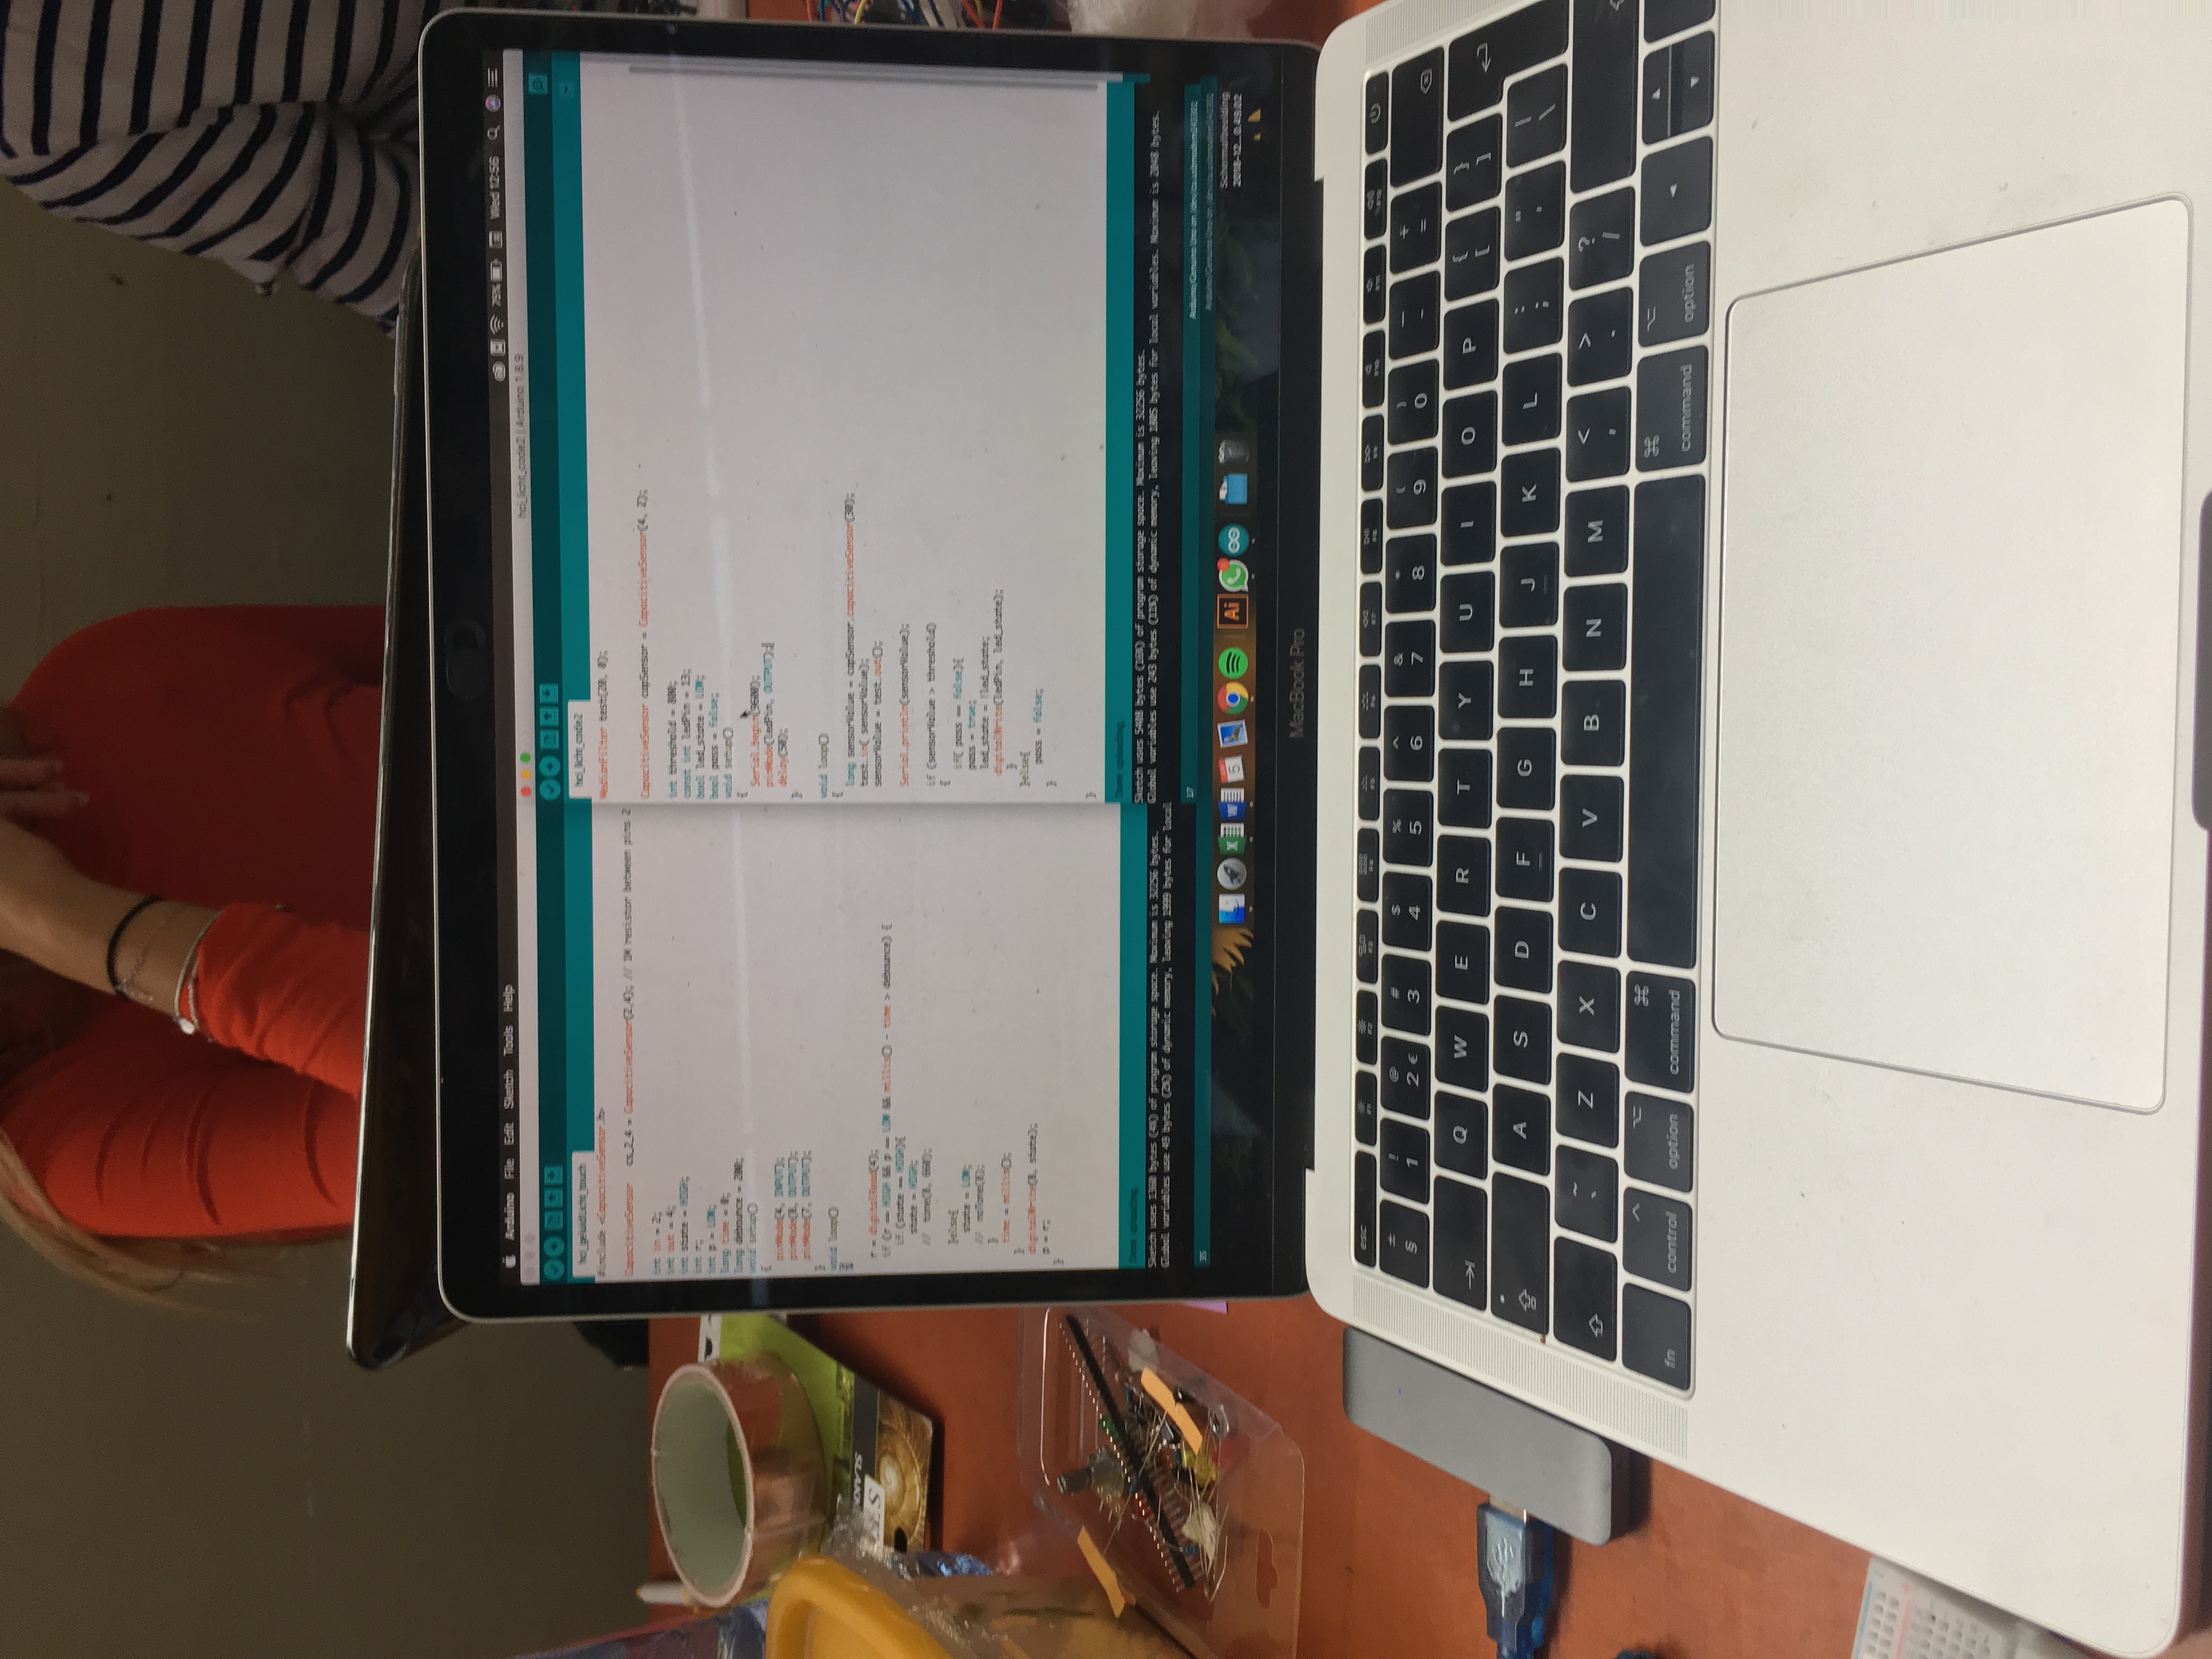 Arduino File Edit Sketch Tools Help
75% Wed 12:56
hci_licht_code2 | Arduino 1.8.9
hci_geluidlicht_touch
#include <CapacitiveSensor.h>
CapacitiveSensor cs_2_4 = CapacitiveSensor(2,4); // 1M resistor between pins 2
int in = 2;
int out = 4;
int state = HIGH;
int r;
int p = LOW;
long time = 0;
long debounce = 200;
void setup()
{
pinMode(4, INPUT);
pinMode(8, OUTPUT);
pinMode(7, OUTPUT);
}
void loop()
{
r = digitalRead(4);
if (r == HIGH && p == LOW && millis() - time > debounce) {
if (state == HIGH){
state = HIGH;
// tone(8, 660);
}else{
state = LOW;
// noTone(8);
}
time = millis();
}
digitalWrite(8, state);
p = r;
}
Done uploading.
Sketch uses 1360 bytes (4%) of program storage space. Maximum is 32256 bytes.
Global variables use 49 bytes (2%) of dynamic memory, leaving 1999 bytes for local
35
hci_licht_code2
MedianFilter test(20, 0);
CapacitiveSensor capSensor = CapacitiveSensor(4, 2);
int threshold = 800;
const int ledPin = 13;
bool led_state = LOW;
bool pass = false;
void setup()
{
Serial.begin(9600);
pinMode(ledPin, OUTPUT);
delay(50);
}
void loop()
{
long sensorValue = capSensor.capacitiveSensor(30);
test.in( sensorValue);
sensorValue = test.out();
Serial.println(sensorValue);
if (sensorValue > threshold)
{
if( pass == false){
pass = true;
led_state = !led_state;
digitalWrite(ledPin, led_state);
}
}else{
pass = false;
}
}
Done uploading.
Sketch uses 5408 bytes (16%) of program storage space. Maximum is 32256 bytes.
Global variables use 243 bytes (11%) of dynamic memory, leaving 1805 bytes for local variables. Maximum is 2048 bytes.
17
Arduino/Genuino Uno on /dev/cu.usbmodem143301
Arduino/Genuino Uno on /dev/cu.usbmodem143301
Schermafbeelding
2018-12...0.49.02
5
Ai
MacBook Pro
esc F1 F2 F3 F4 F5 F6 F7 F8 F9 F10 F11 F12
± ! @ # $ % ^ & * ( ) — +
§ 1 2 € 3 4 5 6 7 8 9 0 - =
Q W E R T Y U I O P { [ } ]
A S D F G H J K L : ; " ' | \
~ ` Z X C V B N M < , > . ? /
fn control option command command option